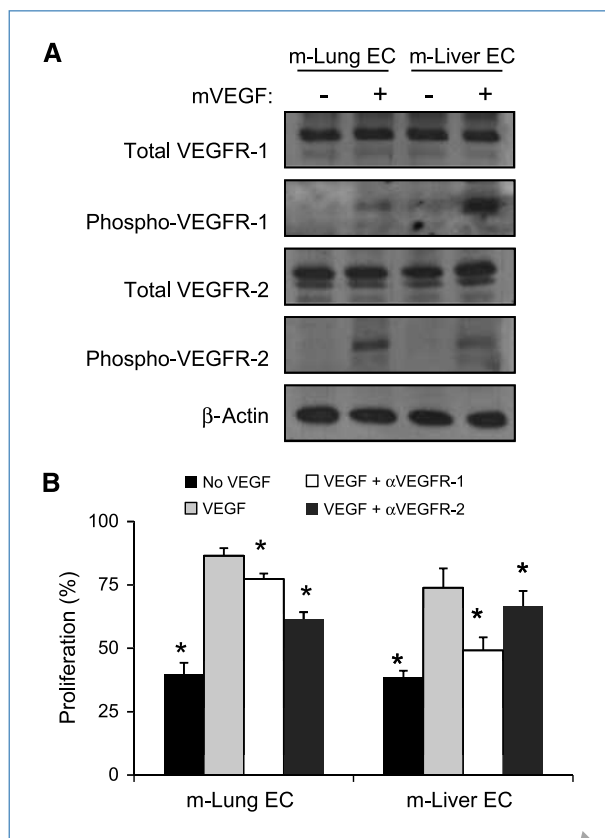 A
m-Lung EC m-Liver EC
mVEGF: - + - +
Total VEGFR-1
Phospho-VEGFR-1
Total VEGFR-2
Phospho-VEGFR-2
β-Actin
B
No VEGF VEGF + αVEGFR-1
VEGF VEGF + αVEGFR-2
Proliferation (%)
100
75
50
25
0
* * * * * *
m-Lung EC m-Liver EC